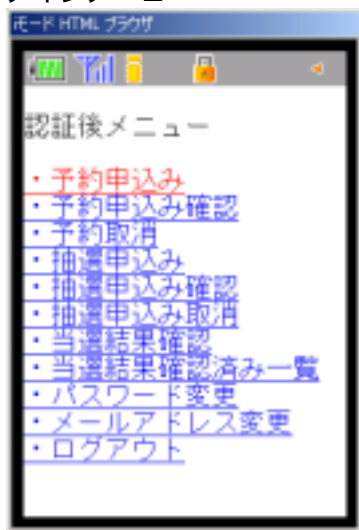 iモード HTML ブラウザ
認証後メニュー
・予約申込み
・予約申込み確認
・予約取消
・抽選申込み
・抽選申込み確認
・抽選申込み取消
・当選結果確認
・当選結果確認済み一覧
・パスワード変更
・メールアドレス変更
・ログアウト